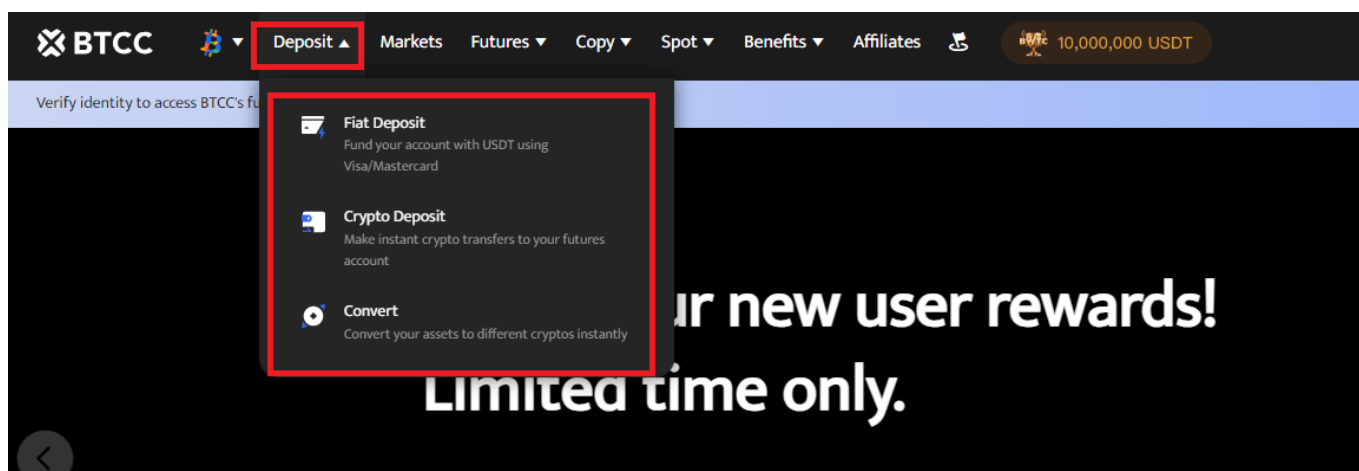 BTCC
Deposit ▲ Markets Futures ▼ Copy ▼ Spot ▼ Benefits ▼ Affiliates 10,000,000 USDT
Verify identity to access BTCC's
Fiat Deposit
Fund your account with USDT using
Visa/Mastercard
Crypto Deposit
Make instant crypto transfers to your futures
account
Convert
Convert your assets to different cryptos instantly
new user rewards!
Limited time only.